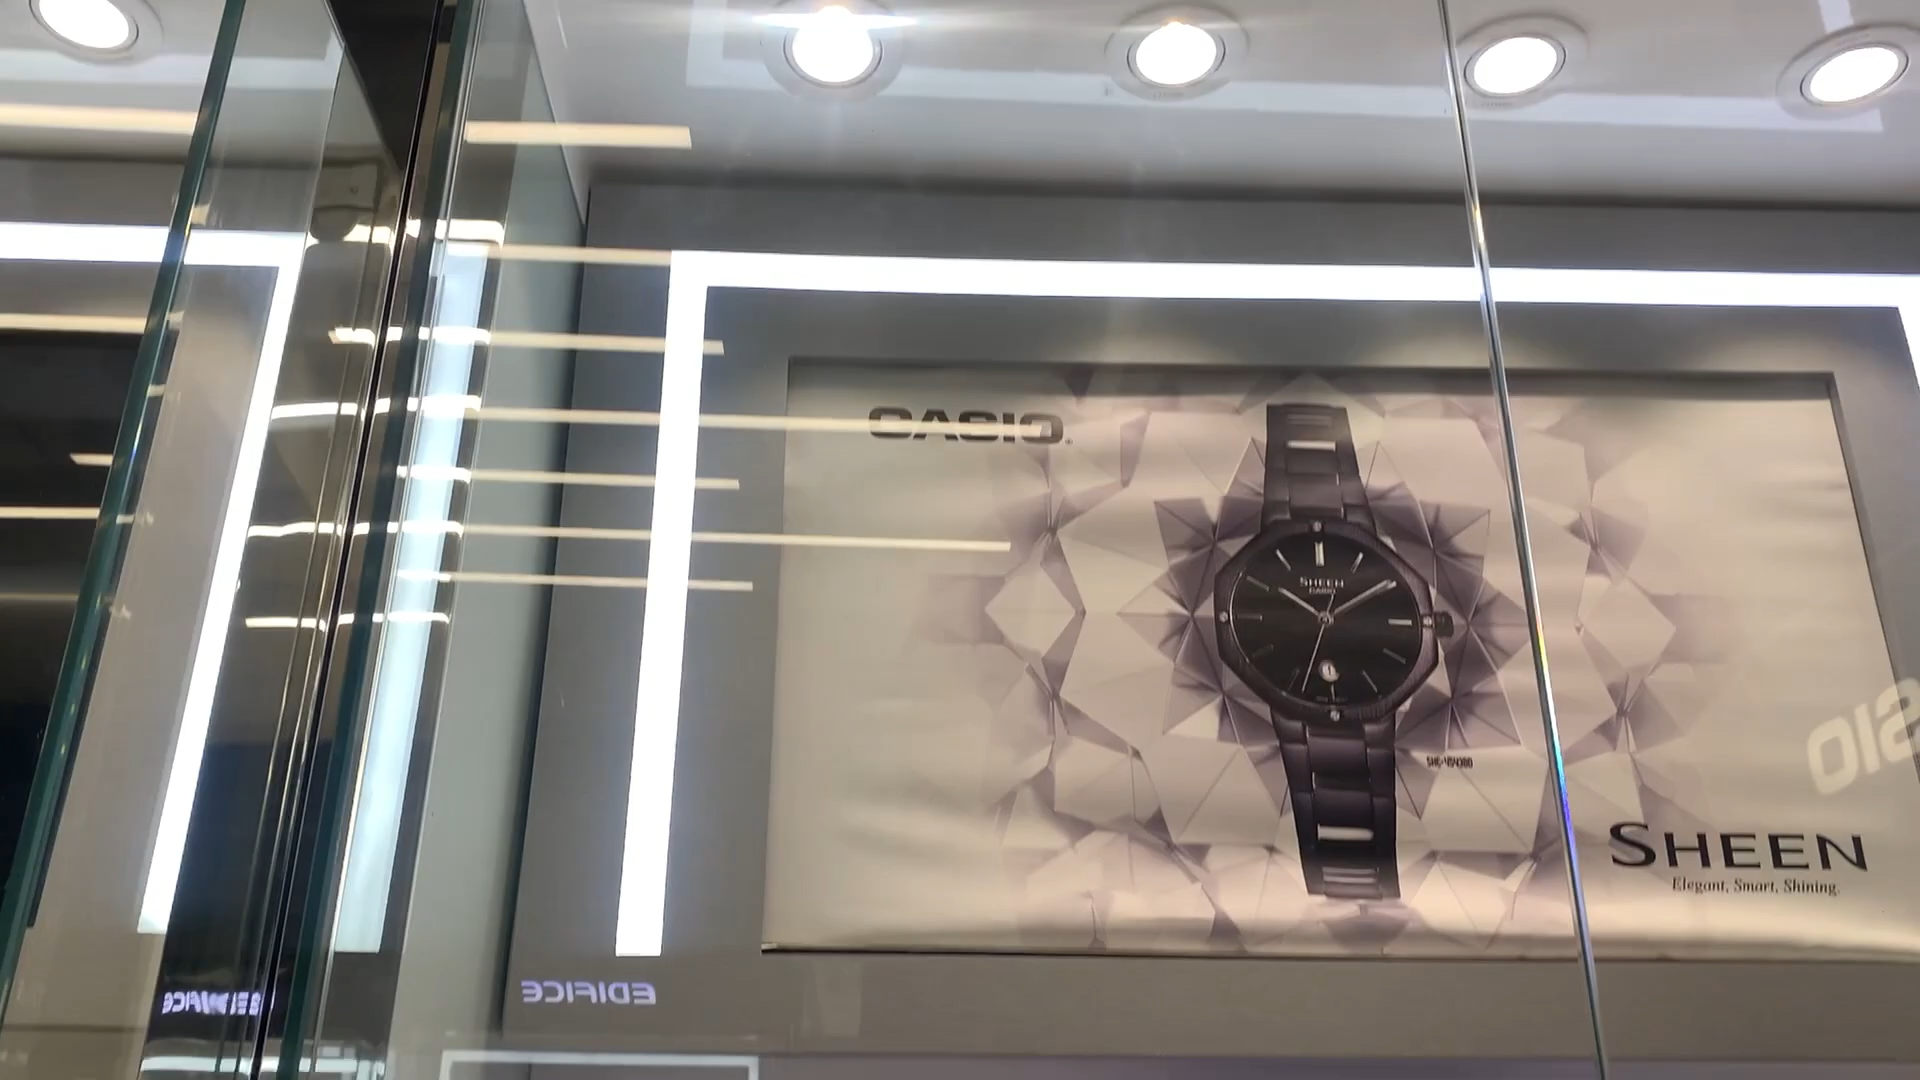 CASIO
SHEEN
CASIO
SHEEN
Elegant, Smart, Shining.
EDIFICE